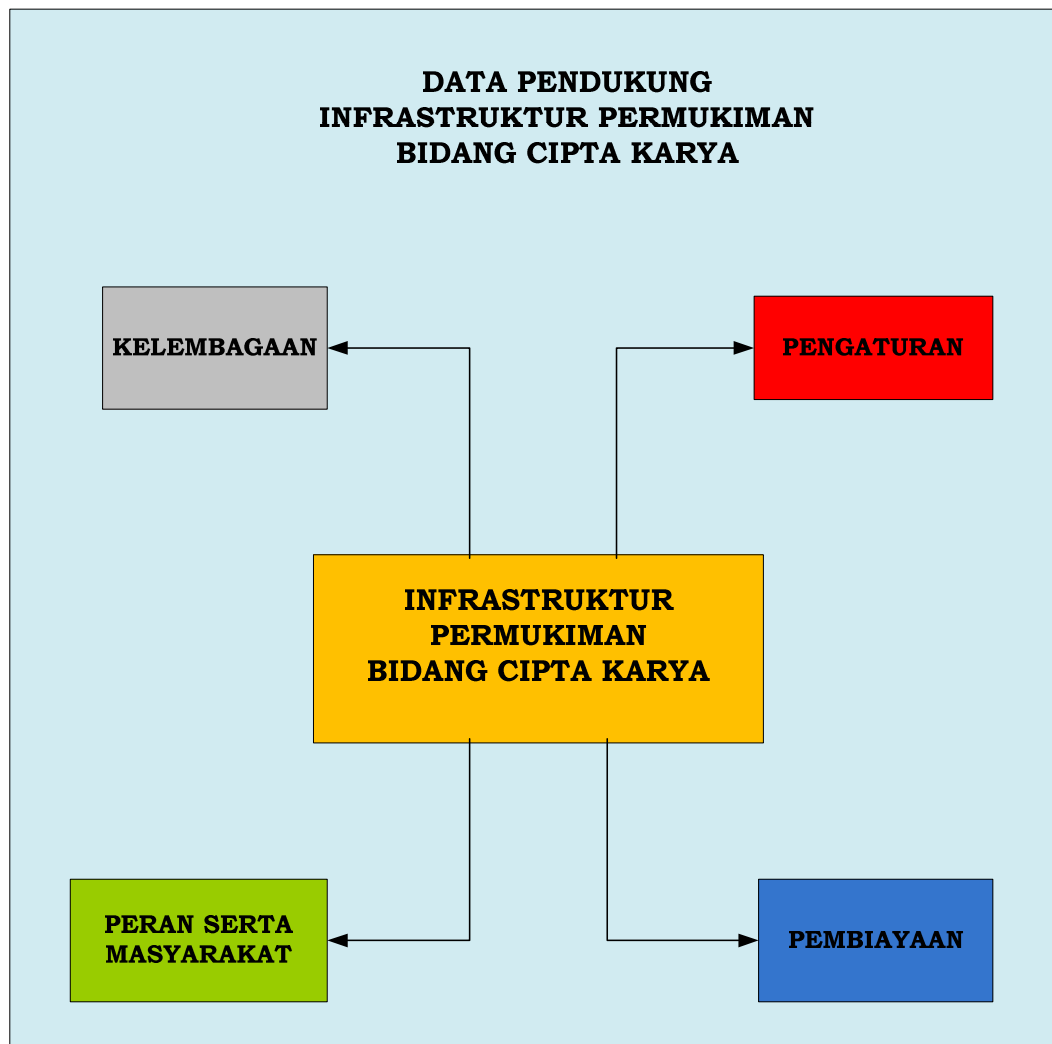 DATA PENDUKUNG
INFRASTRUKTUR PERMUKIMAN
BIDANG CIPTA KARYA
KELEMBAGAAN
PENGATURAN
INFRASTRUKTUR
PERMUKIMAN
BIDANG CIPTA KARYA
PERAN SERTA
MASYARAKAT
PEMBIAYAAN